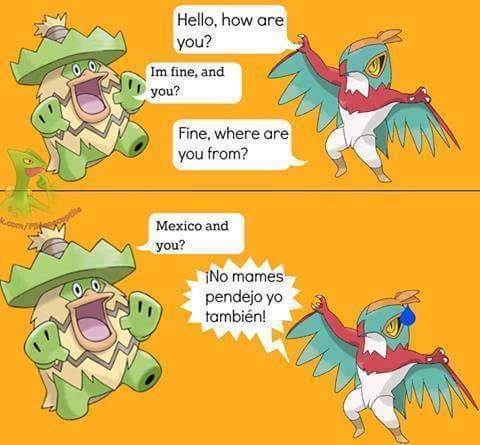 Hello, how are
you?
Im fine, and
you?
Fine, where are
you from?
Mexico and
you?
¡No mames
pendejo yo
también!